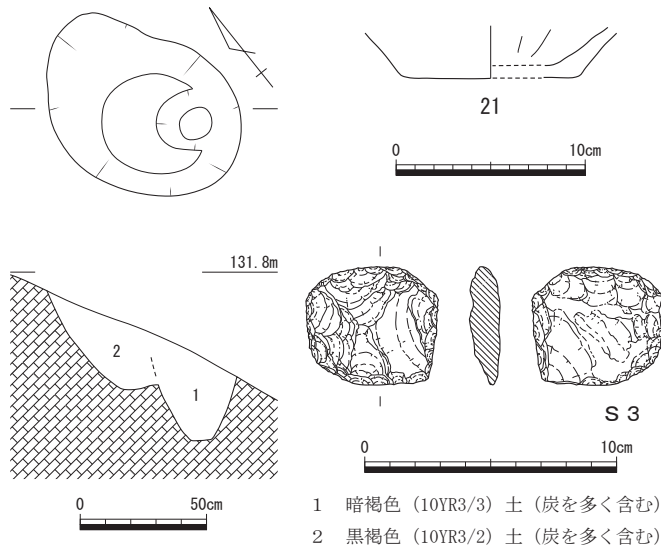 21
0 10cm
131.8m
2
1
S 3
0 10cm
0 50cm
1 暗褐色 (10YR3/3) 土 (炭を多く含む)
2 黒褐色 (10YR3/2) 土 (炭を多く含む)